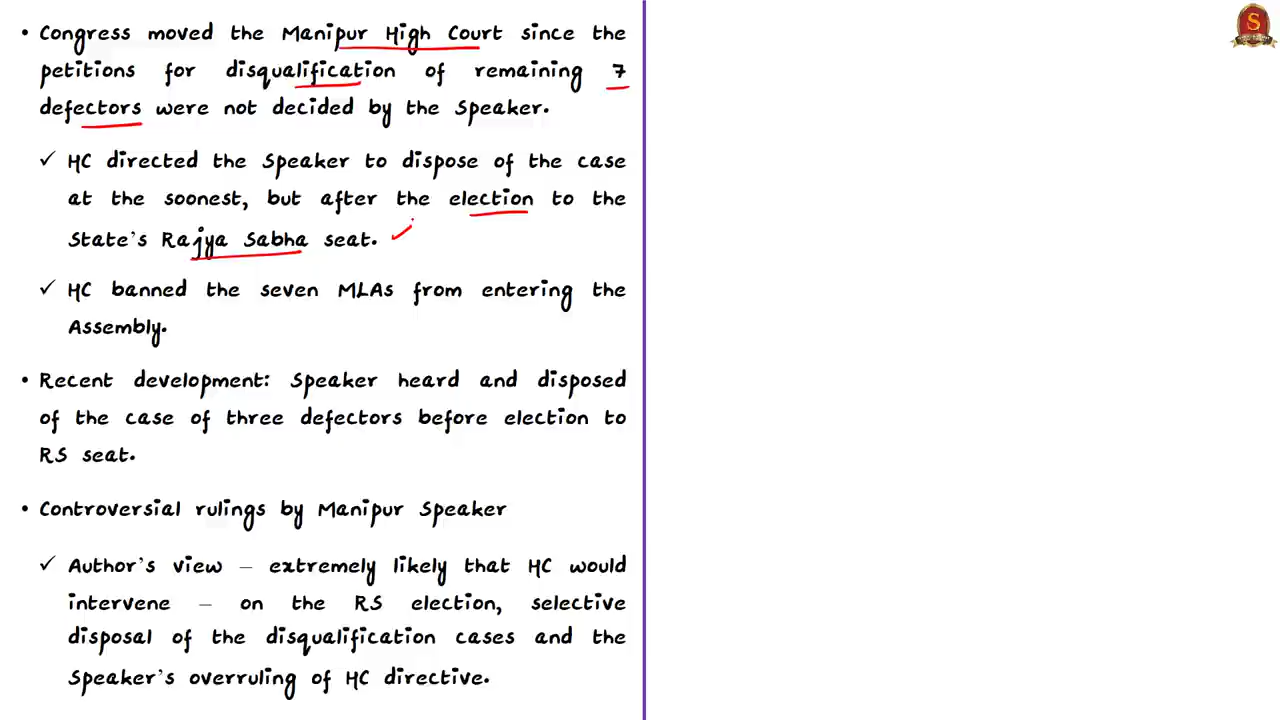 • Congress moved the Manipur High Court since the
petitions for disqualification of remaining 7
defectors were not decided by the Speaker.
✓ HC directed the Speaker to dispose of the case
at the soonest, but after the election to the
State's Rajya Sabha seat.
✓ HC banned the seven MLAs from entering the
Assembly.
• Recent development: Speaker heard and disposed
of the case of three defectors before election to
RS seat.
• Controversial rulings by Manipur Speaker
✓ Author's view – extremely likely that HC would
intervene – on the RS election, selective
disposal of the disqualification cases and the
Speaker's overruling of HC directive.
S